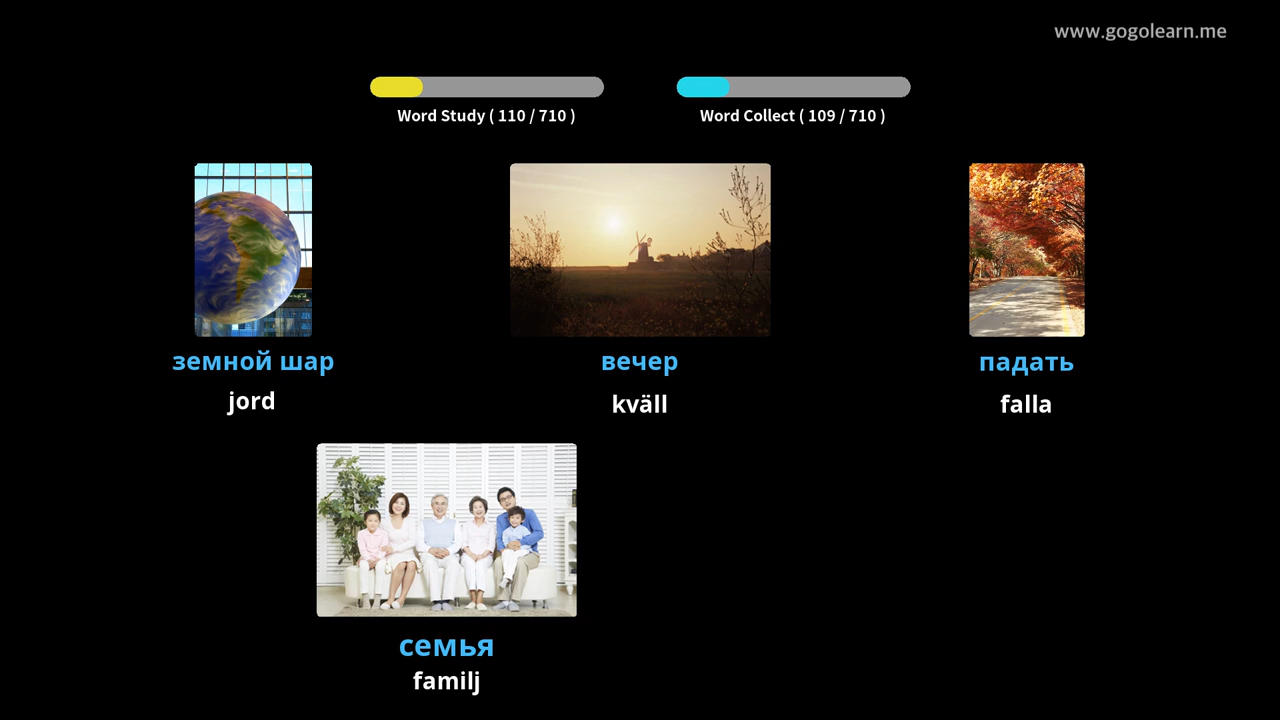 www.gogolearn.me
Word Study ( 110 / 710 )
Word Collect ( 109 / 710 )
земной шар
jord
вечер
kväll
падать
falla
семья
familj